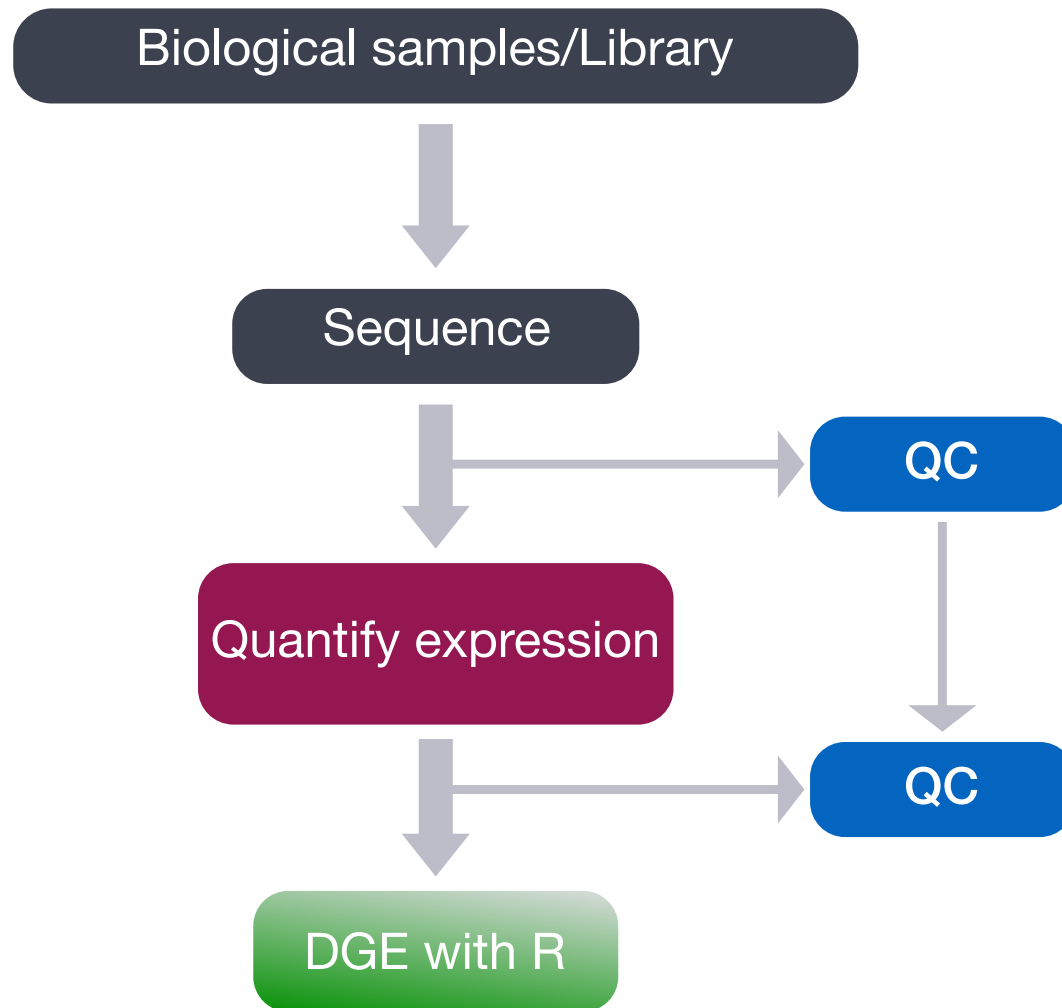 Biological samples/Library
Sequence
QC
Quantify expression
QC
DGE with R